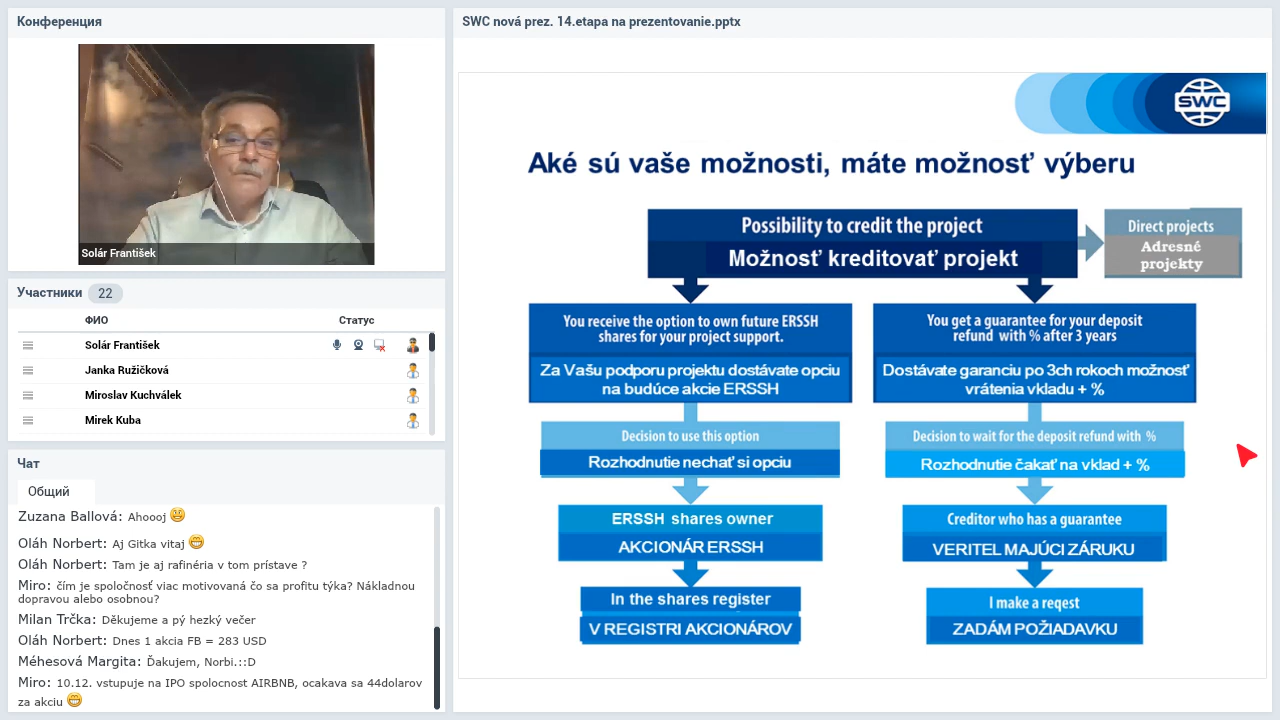 Конференция
Solár František
Участники 22
ФИО Статус
Solár František
Janka Ružičková
Miroslav Kuchválek
Mirek Kuba
Чат
Общий
Zuzana Ballová: Ahoooj
Oláh Norbert: Aj Gitka vitaj
Oláh Norbert: Tam je aj rafinéria v tom prístave ?
Miro: čím je spoločnosť viac motivovaná čo sa profitu týka? Nákladnou
dopravou alebo osobnou?
Milan Trčka: Děkujeme a pý hezký večer
Oláh Norbert: Dnes 1 akcia FB = 283 USD
Méhesová Margita: Ďakujem, Norbi.::D
Miro: 10.12. vstupuje na IPO spolocnost AIRBNB, ocakava sa 44dolarov
za akciu
SWC nová prez. 14.etapa na prezentovanie.pptx
SWC
Aké sú vaše možnosti, máte možnosť výberu
Possibility to credit the project
Možnosť kreditovať projekt
Direct projects
Adresné
projekty
You receive the option to own future ERSSH
shares for your project support.
Za Vašu podporu projektu dostávate opciu
na budúce akcie ERSSH
You get a guarantee for your deposit
refund with % after 3 years
Dostávate garanciu po 3ch rokoch možnosť
vrátenia vkladu + %
Decision to use this option
Rozhodnutie nechať si opciu
Decision to wait for the deposit refund with %
Rozhodnutie čakať na vklad + %
ERSSH shares owner
AKCIONÁR ERSSH
Creditor who has a guarantee
VERITEL MAJÚCI ZÁRUKU
In the shares register
V REGISTRI AKCIONÁROV
I make a reqest
ZADÁM POŽIADAVKU